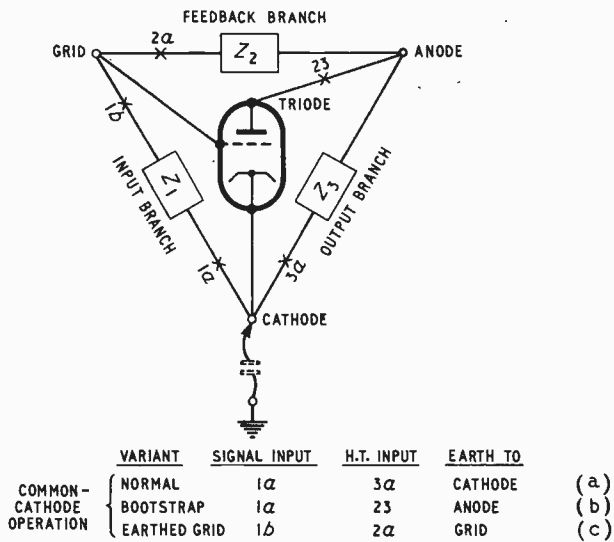 FEEDBACK BRANCH
GRID
2a
Z2
23
ANODE
1b
TRIODE
INPUT BRANCH
Z1
Z3
OUTPUT BRANCH
1a
3a
CATHODE
VARIANT SIGNAL INPUT H.T. INPUT EARTH TO
COMMON-CATHODE OPERATION
NORMAL 1a 3a CATHODE (a)
BOOTSTRAP 1a 23 ANODE (b)
EARTHED GRID 1b 2a GRID (c)